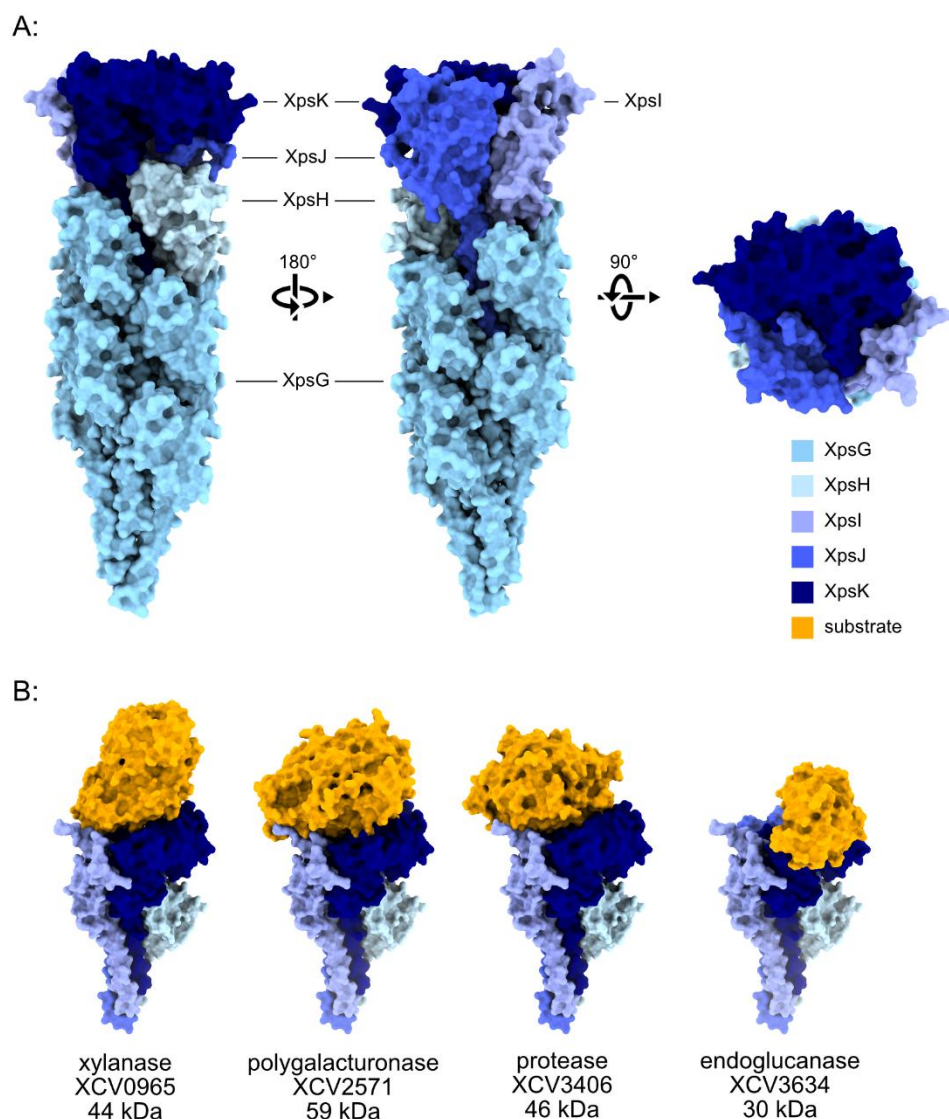 A:
XpsK
XpsI
XpsJ
XpsH
180°
90°
XpsG
XpsG
XpsH
XpsI
XpsJ
XpsK
substrate
B:
xylanase
XCV0965
44 kDa
polygalacturonase
XCV2571
59 kDa
protease
XCV3406
46 kDa
endoglucanase
XCV3634
30 kDa